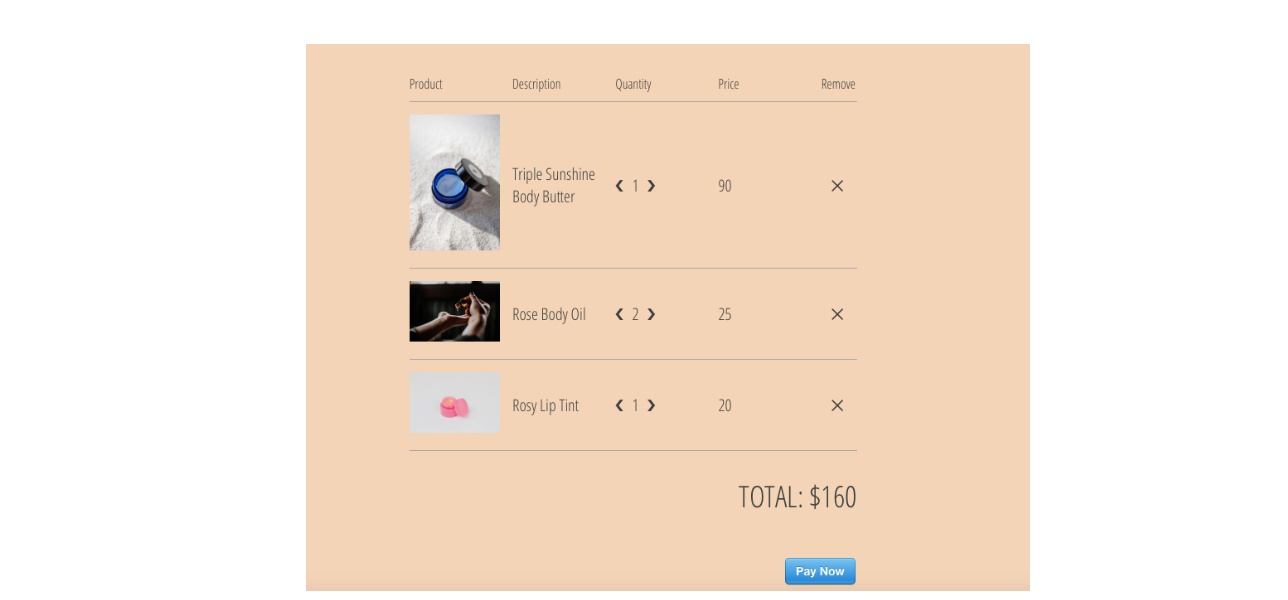 Product Description Quantity Price Remove
Triple Sunshine
Body Butter
❮ 1 ❯ 90 ✕
Rose Body Oil ❮ 2 ❯ 25 ✕
Rosy Lip Tint ❮ 1 ❯ 20 ✕
TOTAL: $160
Pay Now